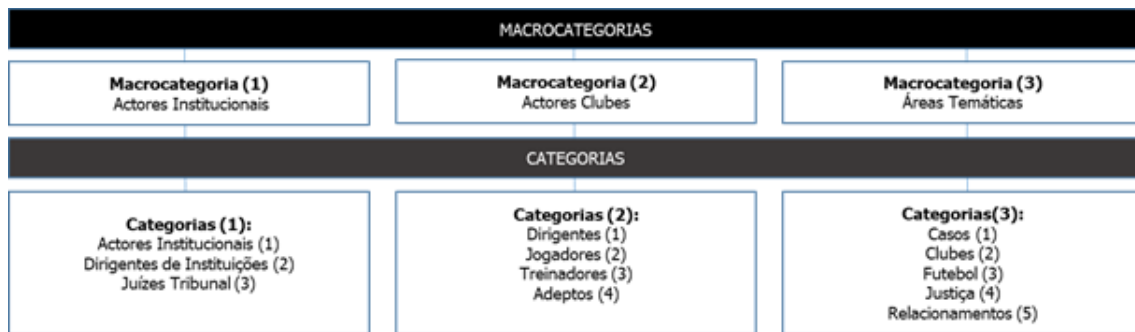 MACROCATEGORIAS
Macrocategoria (1)
Actores Institucionais
Macrocategoria (2)
Actores Clubes
Macrocategoria (3)
Áreas Temáticas
CATEGORIAS
Categorias (1):
Actores Institucionais (1)
Dirigentes de Instituições (2)
Juízes Tribunal (3)
Categorias (2):
Dirigentes (1)
Jogadores (2)
Treinadores (3)
Adeptos (4)
Categorias(3):
Casos (1)
Clubes (2)
Futebol (3)
Justiça (4)
Relacionamentos (5)